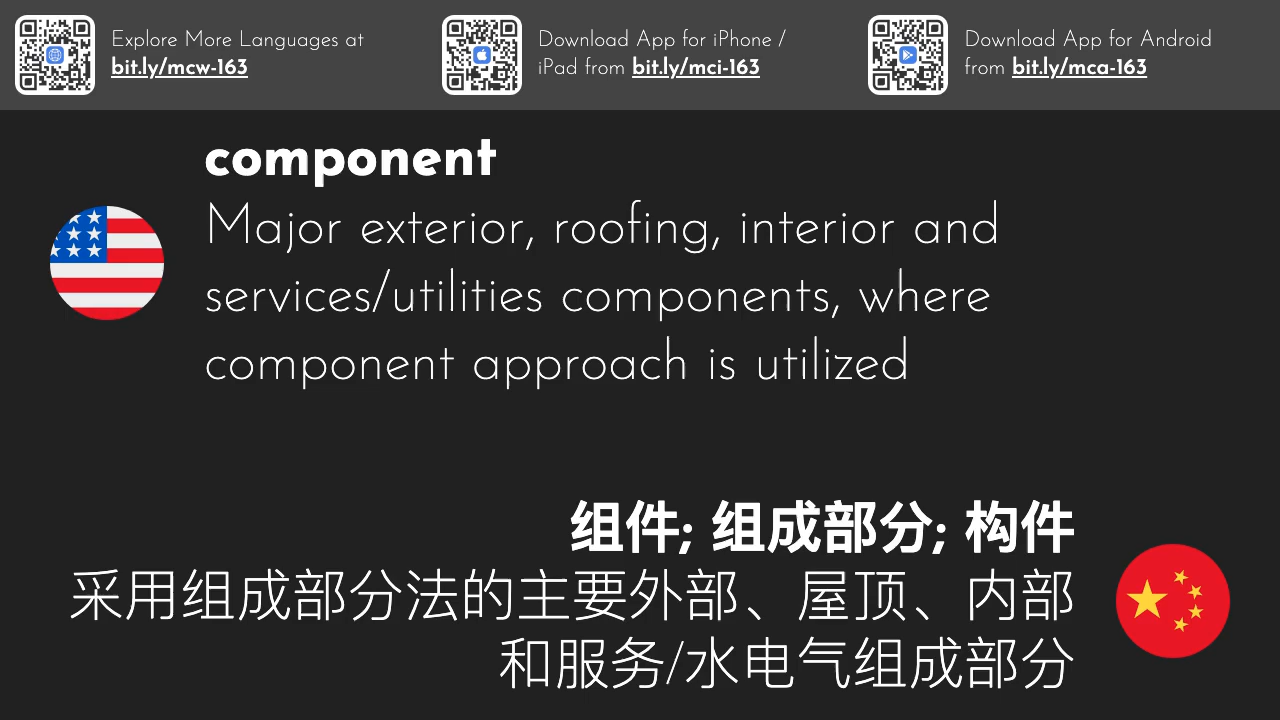 Explore More Languages at
bit.ly/mcw-163
Download App for iPhone /
iPad from bit.ly/mci-163
Download App for Android
from bit.ly/mca-163
component
Major exterior, roofing, interior and
services/utilities components, where
component approach is utilized
组件; 组成部分; 构件
采用组成部分法的主要外部、屋顶、内部
和服务/水电气组成部分